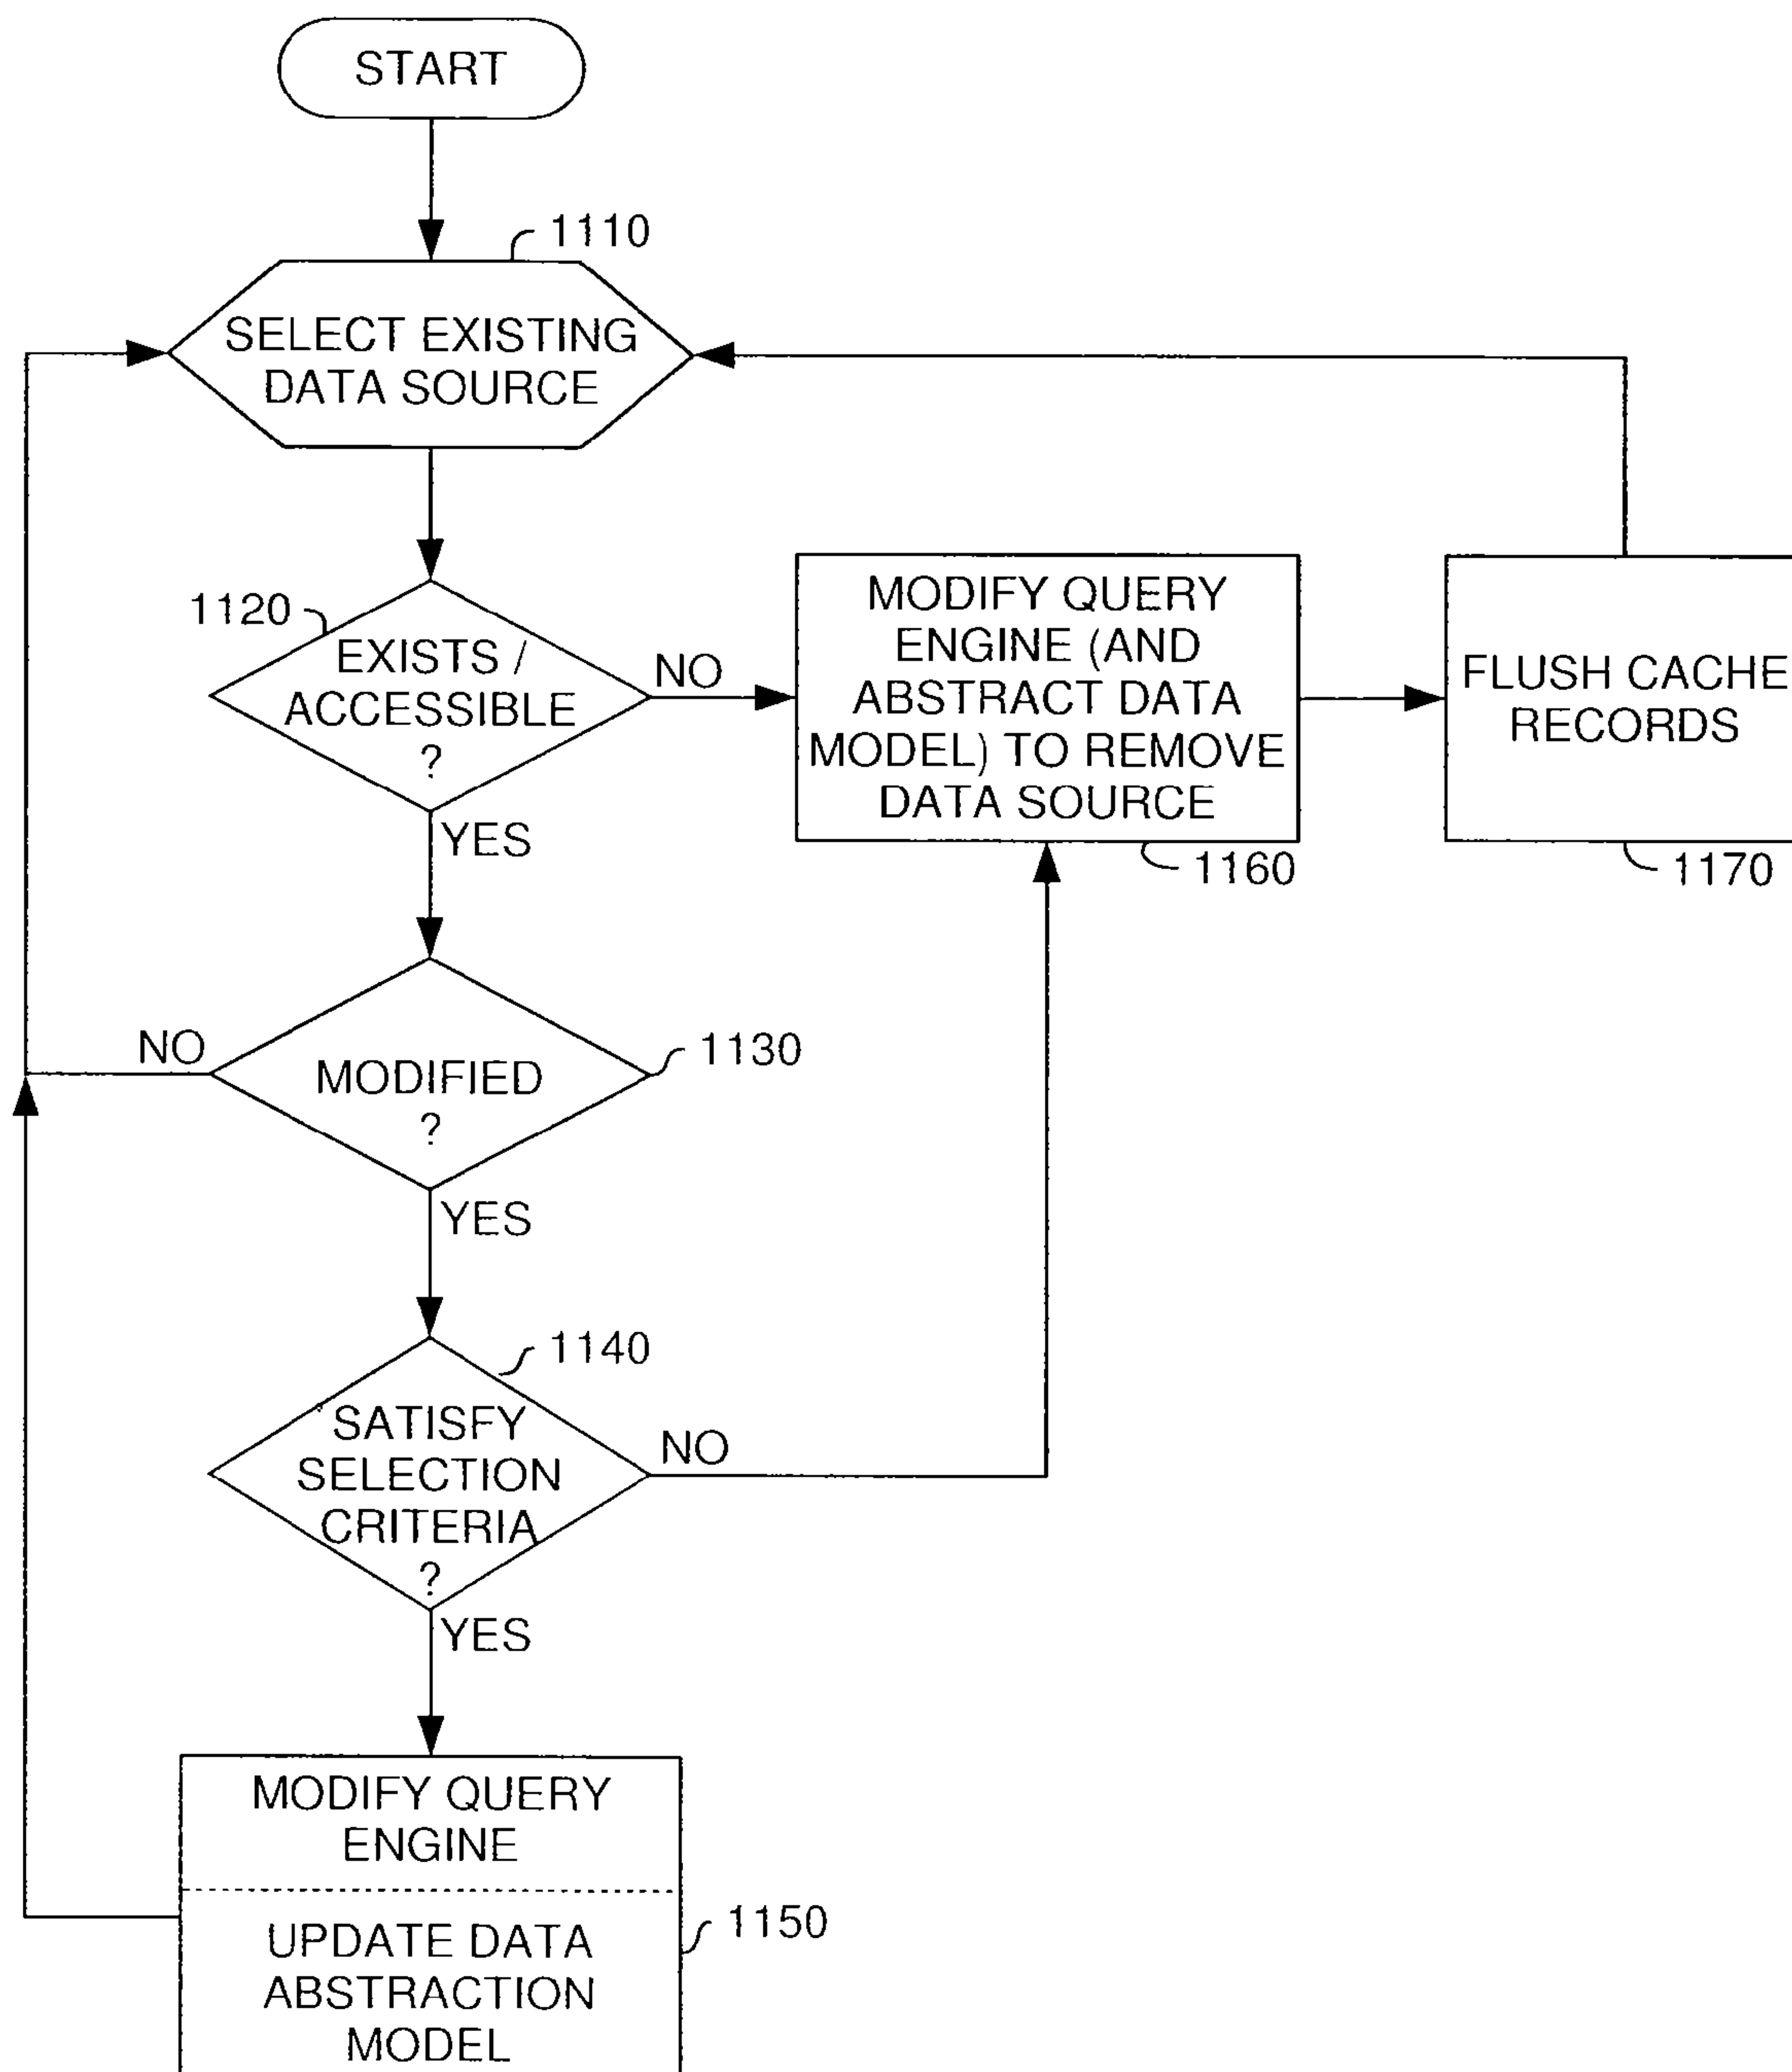 START
1110
SELECT EXISTING
DATA SOURCE
1120
EXISTS /
ACCESSIBLE
?
NO
YES
MODIFY QUERY
ENGINE (AND
ABSTRACT DATA
MODEL) TO REMOVE
DATA SOURCE
1160
FLUSH CACHE
RECORDS
1170
NO
MODIFIED
?
1130
YES
1140
SATISFY
SELECTION
CRITERIA
?
NO
YES
MODIFY QUERY
ENGINE
UPDATE DATA
ABSTRACTION
MODEL
1150